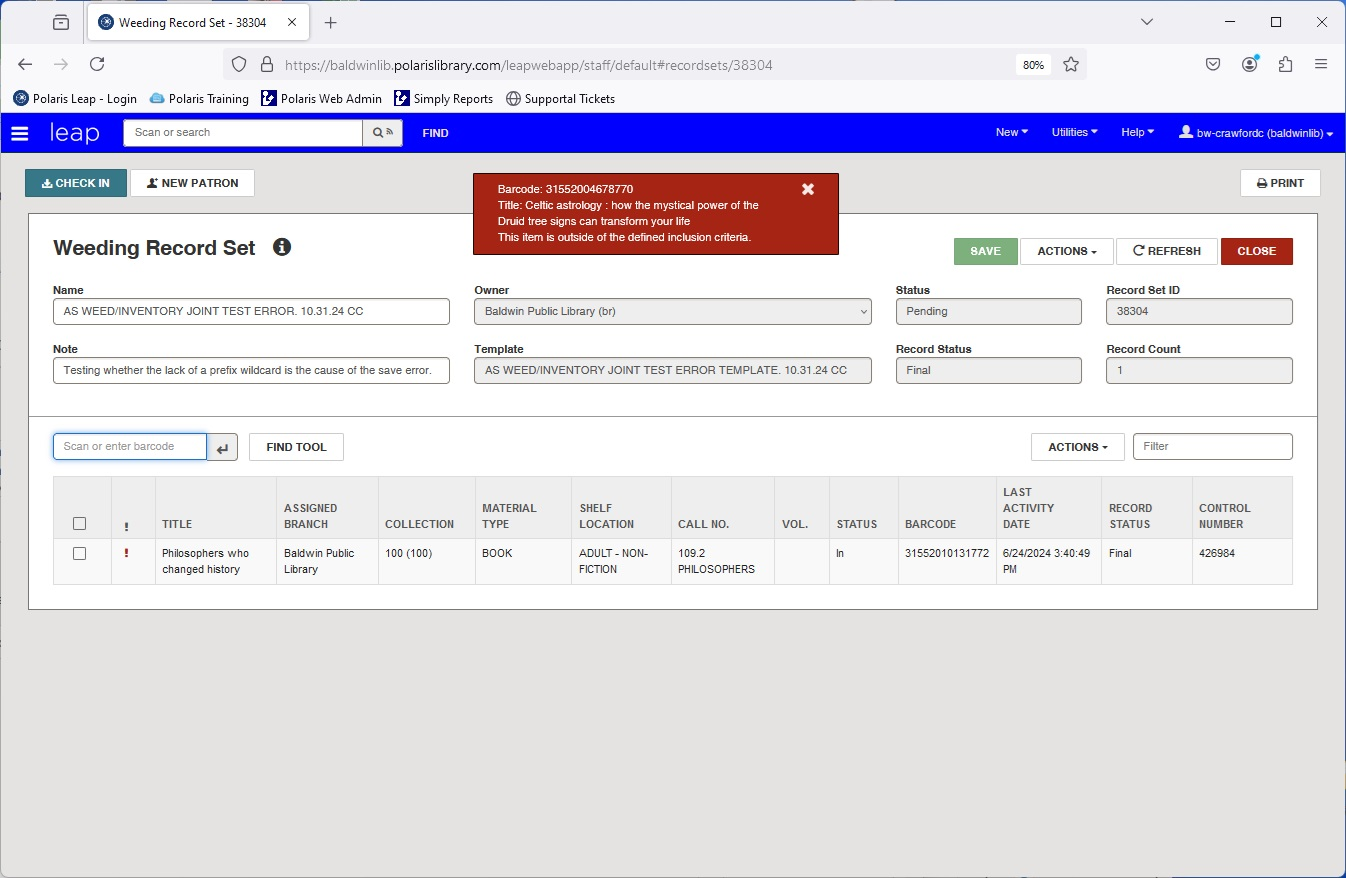 Weeding Record Set - 38304
https://baldwinlib.polarislibrary.com/leapwebapp/staff/default#recordsets/38304
80%
Polaris Leap - Login
Polaris Training
Polaris Web Admin
Simply Reports
Supportal Tickets
leap
Scan or search
FIND
New
Utilities
Help
bw-crawfordc (baldwinlib)
CHECK IN
NEW PATRON
PRINT
Barcode: 31552004678770
Title: Celtic astrology : how the mystical power of the
Druid tree signs can transform your life
This item is outside of the defined inclusion criteria.
Weeding Record Set
SAVE
ACTIONS
REFRESH
CLOSE
Name
Owner
Status
Record Set ID
AS WEED/INVENTORY JOINT TEST ERROR. 10.31.24 CC
Baldwin Public Library (br)
Pending
38304
Note
Template
Record Status
Record Count
Testing whether the lack of a prefix wildcard is the cause of the save error.
AS WEED/INVENTORY JOINT TEST ERROR TEMPLATE. 10.31.24 CC
Final
1
Scan or enter barcode
FIND TOOL
ACTIONS
Filter
!
TITLE
ASSIGNED
BRANCH
COLLECTION
MATERIAL
TYPE
SHELF
LOCATION
CALL NO.
VOL.
STATUS
BARCODE
LAST
ACTIVITY
DATE
RECORD
STATUS
CONTROL
NUMBER
!
Philosophers who
changed history
Baldwin Public
Library
100 (100)
BOOK
ADULT - NON-
FICTION
109.2
PHILOSOPHERS
In
31552010131772
6/24/2024 3:40:49
PM
Final
426984